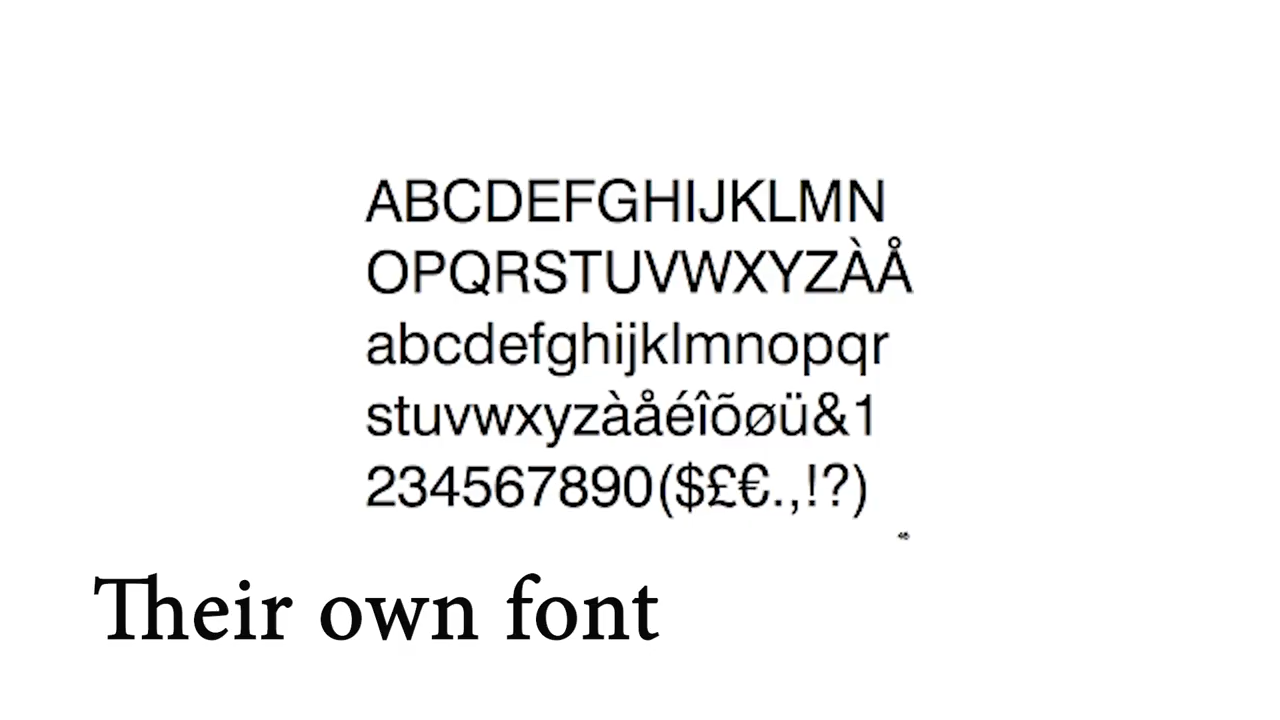 ABCDEFGHIJKLMN
OPQRSTUVWXYZÀÅ
abcdefghijklmnopqr
stuvwxyzàåéîõøü&1
234567890($£€.,!?)
Their own font